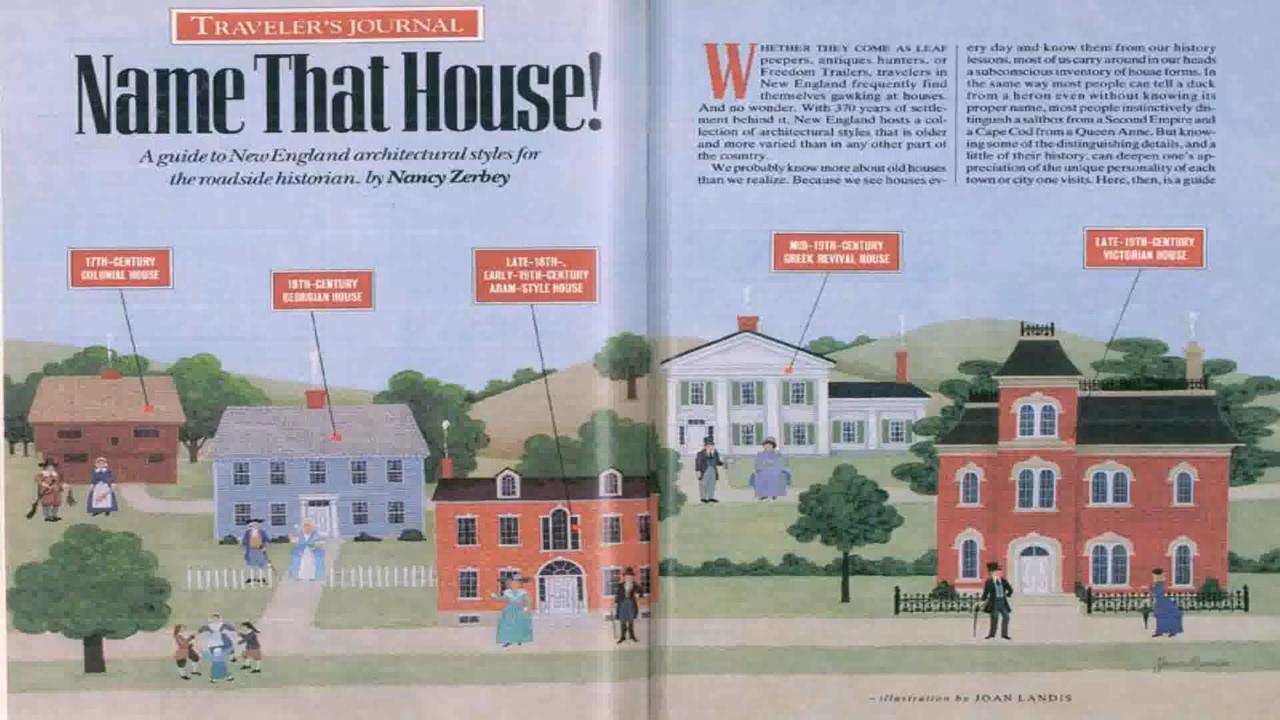 TRAVELER'S JOURNAL
Name That House!
A guide to New England architectural styles for
the roadside historian. by Nancy Zerbey
WHETHER THEY COME AS LEAF
peepers, antiques hunters, or
Freedom Trailers, travelers in
New England frequently find
themselves gawking at houses.
And no wonder. With 370 years of settle-
ment behind it, New England hosts a col-
lection of architectural styles that is older
and more varied than in any other part of
the country.
We probably know more about old houses
than we realize. Because we see houses ev-
ery day and know them from our history
lessons, most of us carry around in our heads
a subconscious inventory of house forms. In
the same way most people can tell a duck
from a heron even without knowing its
proper name, most people instinctively dis-
tinguish a saltbox from a Second Empire and
a Cape Cod from a Queen Anne. But know-
ing some of the distinguishing details, and a
little of their history, can deepen one's ap-
preciation of the unique personality of each
town or city one visits. Here, then, is a guide
17TH-CENTURY
COLONIAL HOUSE
18TH-CENTURY
GEORGIAN HOUSE
LATE-18TH-,
EARLY-19TH-CENTURY
ADAM-STYLE HOUSE
MID-19TH-CENTURY
GREEK REVIVAL HOUSE
LATE-19TH-CENTURY
VICTORIAN HOUSE
– illustration by JOAN LANDIS